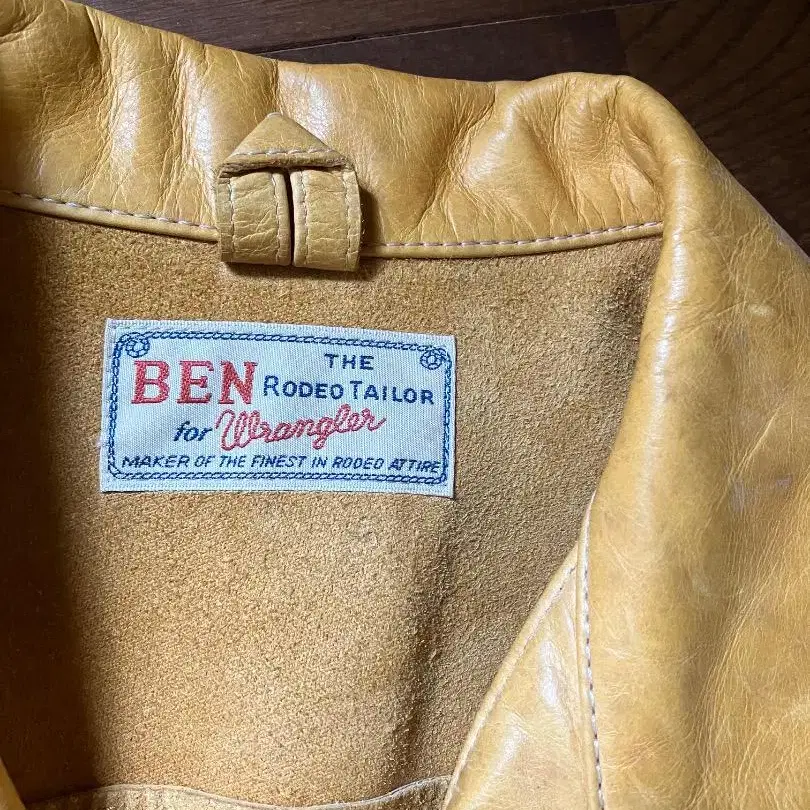 BEN THE
RODEO TAILOR
for Wrangler
MAKER OF THE FINEST IN RODEO ATTIRE